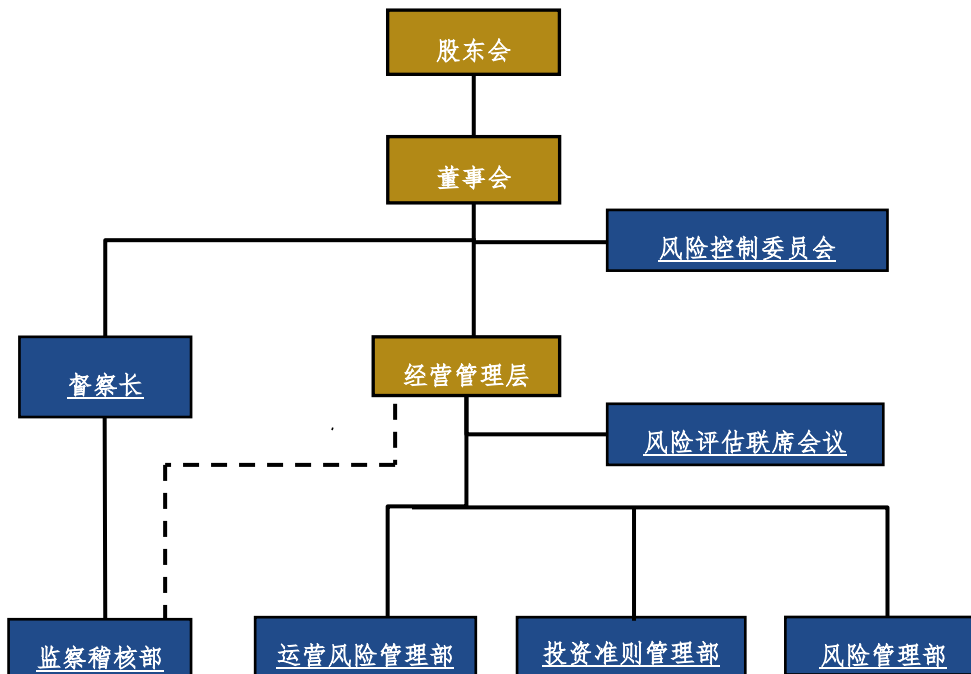 股东会
董事会
风险控制委员会
督察长
经营管理层
风险评估联席会议
监察稽核部
运营风险管理部
投资准则管理部
风险管理部